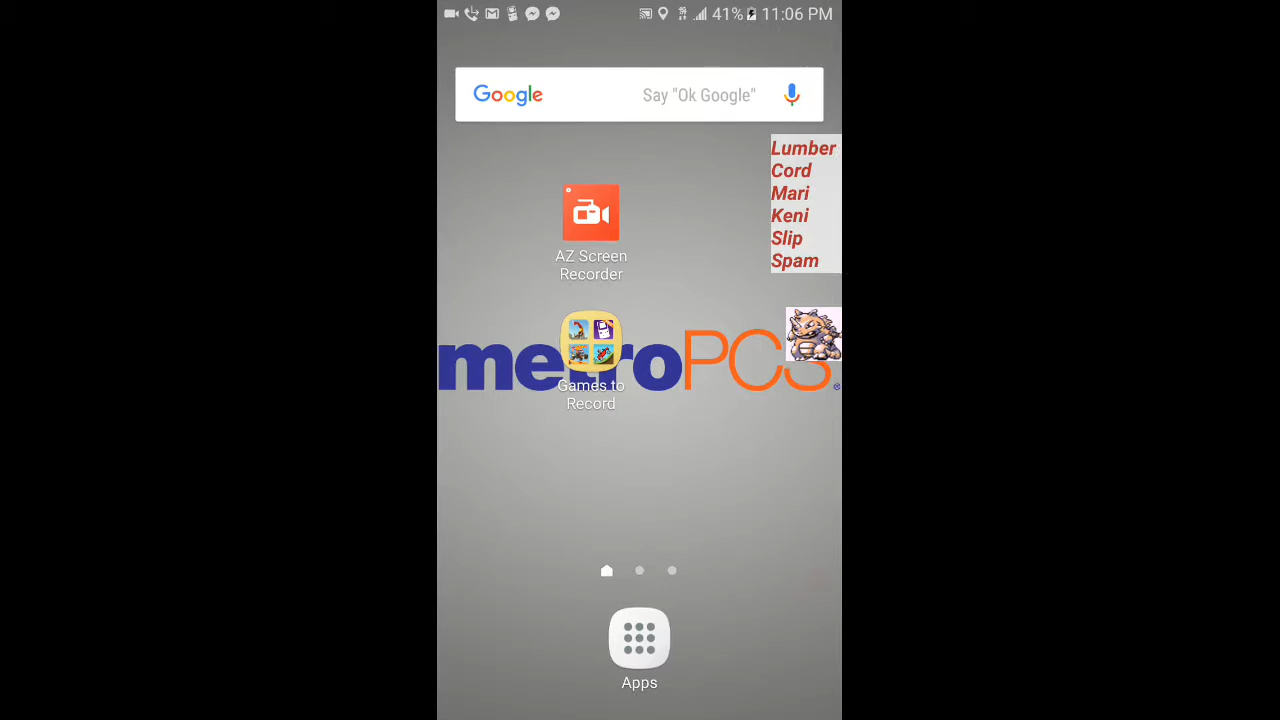 41% 11:06 PM
Google Say "Ok Google"
Lumber
Cord
Mari
Keni
Slip
Spam
AZ Screen
Recorder
metroPCS
Games to
Record
Apps